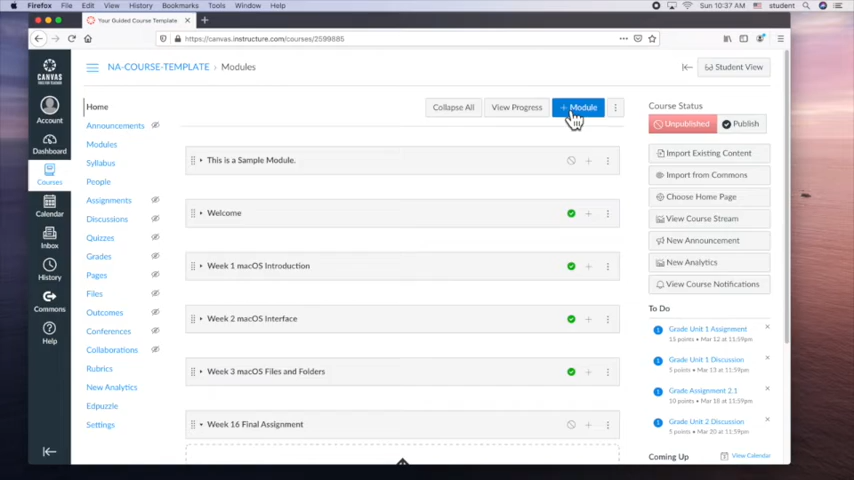 Firefox File Edit View History Bookmarks Tools Window Help Sun 10:37 AM student
Your Guided Course Template
https://canvas.instructure.com/courses/2599885
CANVAS
Account
Dashboard
Courses
Calendar
Inbox
History
Commons
Help
NA-COURSE-TEMPLATE › Modules
Student View
Home
Announcements
Modules
Syllabus
People
Assignments
Discussions
Quizzes
Grades
Pages
Files
Outcomes
Conferences
Collaborations
Rubrics
New Analytics
Edpuzzle
Settings
Collapse All View Progress + Module
This is a Sample Module.
Welcome
Week 1 macOS Introduction
Week 2 macOS Interface
Week 3 macOS Files and Folders
Week 16 Final Assignment
Course Status
Unpublished Publish
Import Existing Content
Import from Commons
Choose Home Page
View Course Stream
New Announcement
New Analytics
View Course Notifications
To Do
1 Grade Unit 1 Assignment
15 points • Mar 12 at 11:59pm
1 Grade Unit 1 Discussion
5 points • Mar 13 at 11:59pm
1 Grade Assignment 2.1
10 points • Mar 18 at 11:59pm
1 Grade Unit 2 Discussion
5 points • Mar 20 at 11:59pm
Coming Up View Calendar